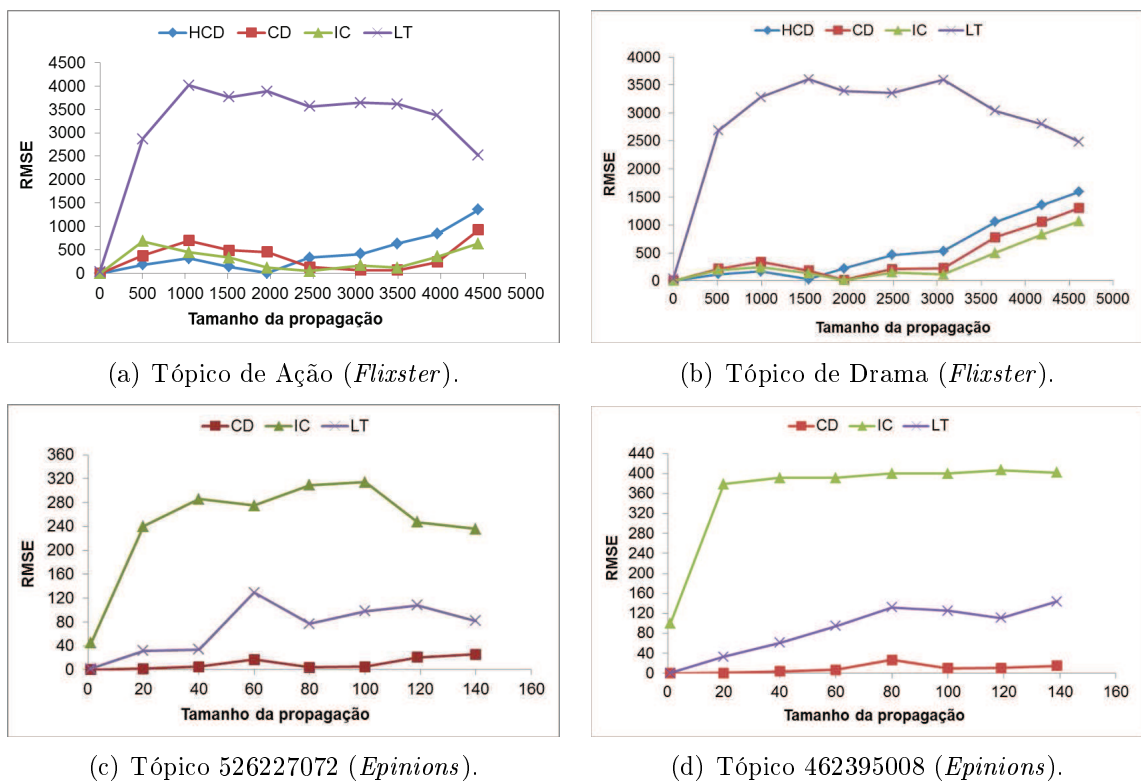 HCD CD IC LT
4500
4000
3500
3000
2500
2000
1500
1000
500
0
RMSE
0 500 1000 1500 2000 2500 3000 3500 4000 4500 5000
Tamanho da propagação
(a) Tópico de Ação (Flixster).
HCD CD IC LT
4000
3500
3000
2500
2000
1500
1000
500
0
RMSE
0 500 1000 1500 2000 2500 3000 3500 4000 4500 5000
Tamanho da propagação
(b) Tópico de Drama (Flixster).
CD IC LT
360
320
280
240
200
160
120
80
40
0
RMSE
0 20 40 60 80 100 120 140 160
Tamanho da propagação
(c) Tópico 526227072 (Epinions).
CD IC LT
440
400
360
320
280
240
200
160
120
80
40
0
RMSE
0 20 40 60 80 100 120 140 160
Tamanho da propagação
(d) Tópico 462395008 (Epinions).